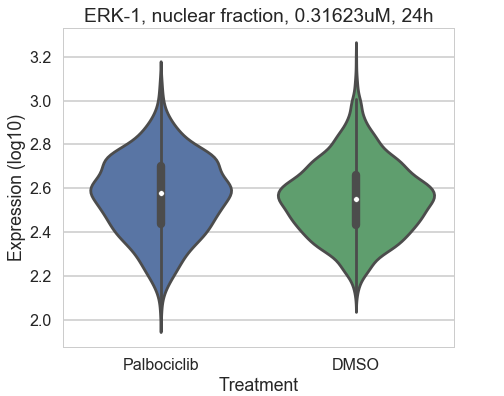 ERK-1, nuclear fraction, 0.31623uM, 24h
Expression (log10)
3.2
3.0
2.8
2.6
2.4
2.2
2.0
Palbociclib
DMSO
Treatment